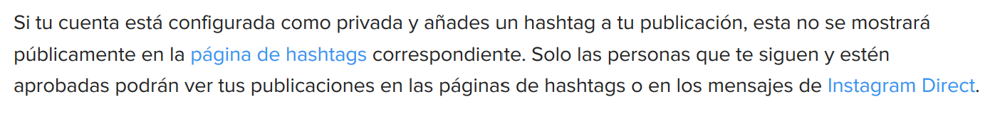 Si tu cuenta está configurada como privada y añades un hashtag a tu publicación, esta no se mostrará
públicamente en la página de hashtags correspondiente. Solo las personas que te siguen y estén
aprobadas podrán ver tus publicaciones en las páginas de hashtags o en los mensajes de Instagram Direct.